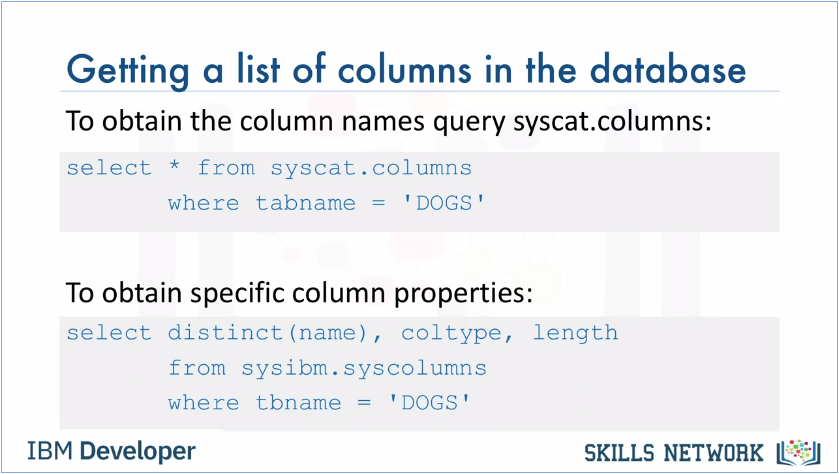 Getting a list of columns in the database
To obtain the column names query syscat.columns:
select * from syscat.columns
where tabname = 'DOGS'
To obtain specific column properties:
select distinct(name), coltype, length
from sysibm.syscolumns
where tbname = 'DOGS'
IBM Developer
SKILLS NETWORK